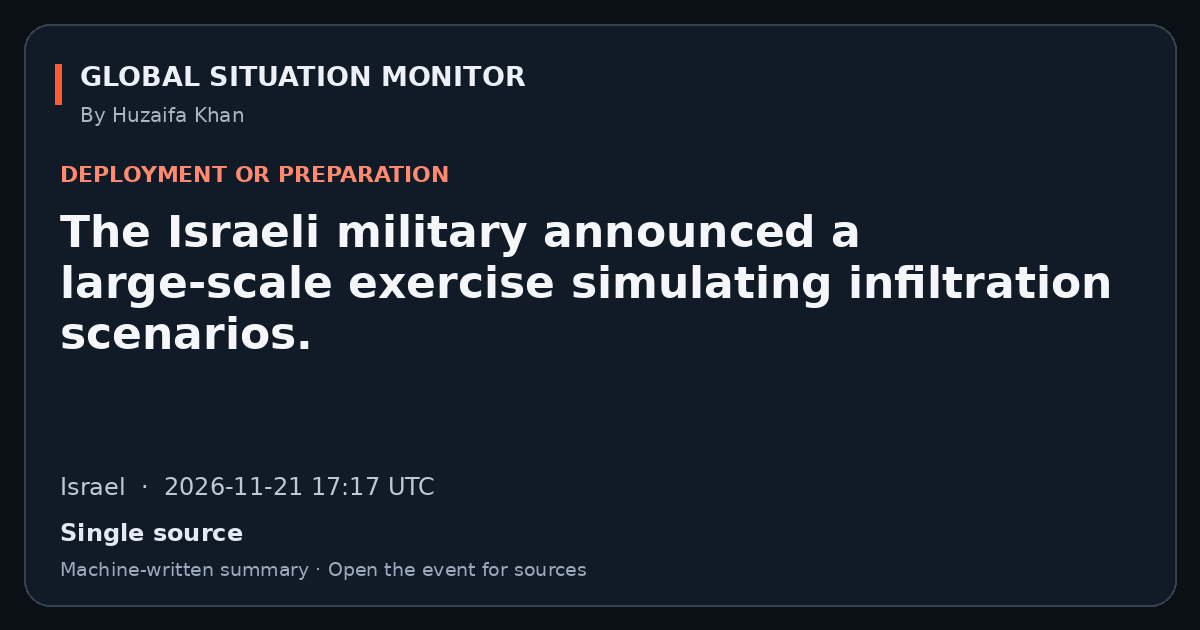 GLOBAL SITUATION MONITOR
By Huzaifa Khan
DEPLOYMENT OR PREPARATION
The Israeli military announced a
large-scale exercise simulating infiltration
scenarios.
Israel · 2026-11-21 17:17 UTC
Single source
Machine-written summary · Open the event for sources